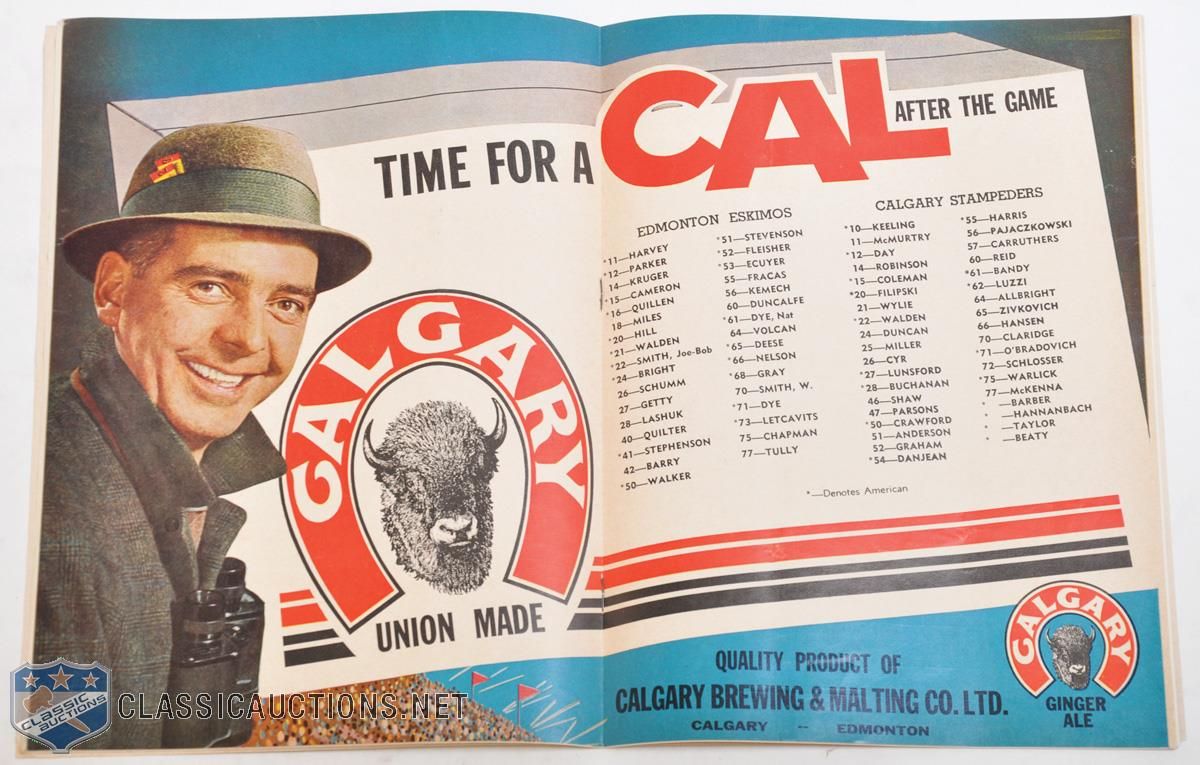 TIME FOR A CAL AFTER THE GAME
EDMONTON ESKIMOS
*11—HARVEY
*12—PARKER
14—KRUGER
*15—CAMERON
*16—QUILLEN
18—MILES
*20—HILL
*21—WALDEN
*22—SMITH, Joe-Bob
*24—BRIGHT
26—SCHUMM
27—GETTY
28—LASHUK
40—QUILTER
*41—STEPHENSON
42—BARRY
*50—WALKER
*51—STEVENSON
*52—FLEISHER
*53—ECUYER
55—FRACAS
56—KEMECH
60—DUNCALFE
*61—DYE, Nat
64—VOLCAN
*65—DEESE
*66—NELSON
*68—GRAY
70—SMITH, W.
*71—DYE
*73—LETCAVITS
75—CHAPMAN
77—TULLY
CALGARY STAMPEDERS
*10—KEELING
11—McMURTRY
*12—DAY
14—ROBINSON
*15—COLEMAN
*20—FILIPSKI
21—WYLIE
*22—WALDEN
24—DUNCAN
25—MILLER
26—CYR
*27—LUNSFORD
*28—BUCHANAN
46—SHAW
47—PARSONS
*50—CRAWFORD
51—ANDERSON
52—GRAHAM
*54—DANJEAN
*55—HARRIS
56—PAJACZKOWSKI
57—CARRUTHERS
60—REID
*61—BANDY
*62—LUZZI
64—ALLBRIGHT
65—ZIVKOVICH
66—HANSEN
70—CLARIDGE
*71—O'BRADOVICH
72—SCHLOSSER
*75—WARLICK
77—McKENNA
* —BARBER
* —HANNANBACH
* —TAYLOR
* —BEATY
*—Denotes American
CALGARY
UNION MADE
QUALITY PRODUCT OF
CALGARY BREWING & MALTING CO. LTD.
CALGARY -- EDMONTON
CALGARY
GINGER
ALE
CLASSIC
AUCTIONS
CLASSICAUCTIONS.NET